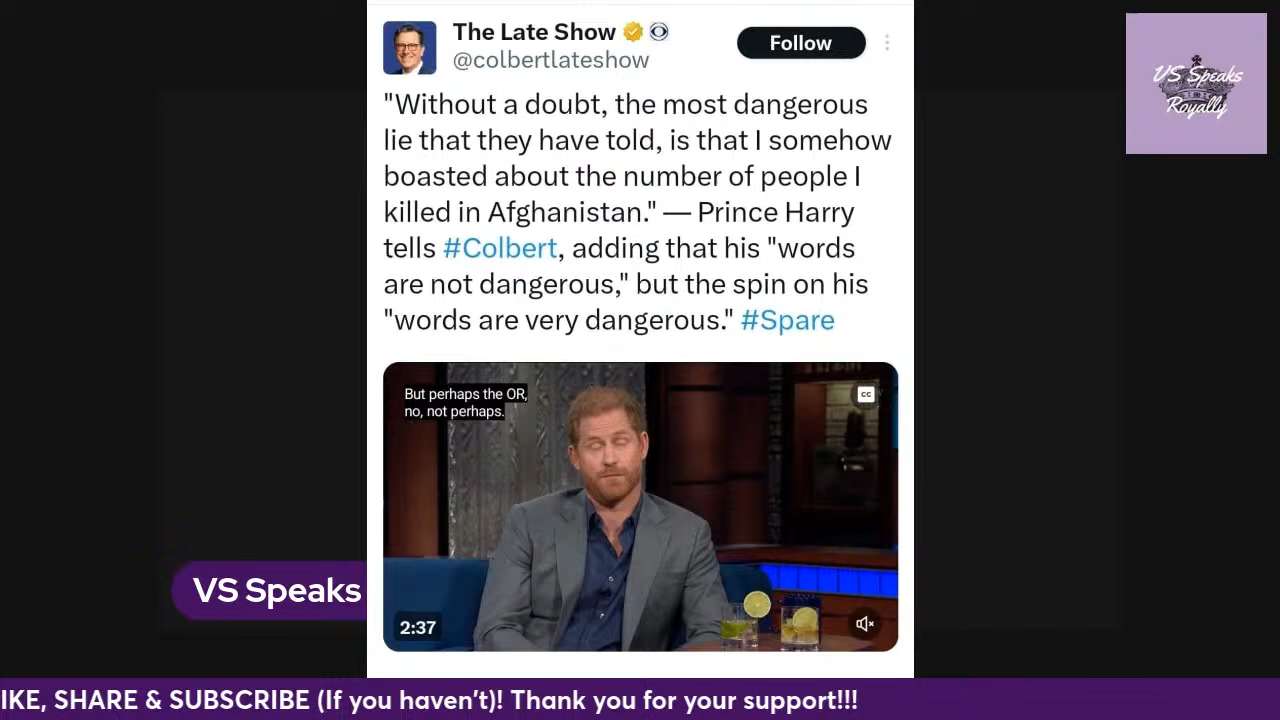 The Late Show
@colbertlateshow
Follow
VS Speaks
Royally
"Without a doubt, the most dangerous
lie that they have told, is that I somehow
boasted about the number of people I
killed in Afghanistan." — Prince Harry
tells #Colbert, adding that his "words
are not dangerous," but the spin on his
"words are very dangerous." #Spare
But perhaps the OR,
no, not perhaps.
CC
VS Speaks
2:37
IKE, SHARE & SUBSCRIBE (If you haven't)! Thank you for your support!!!